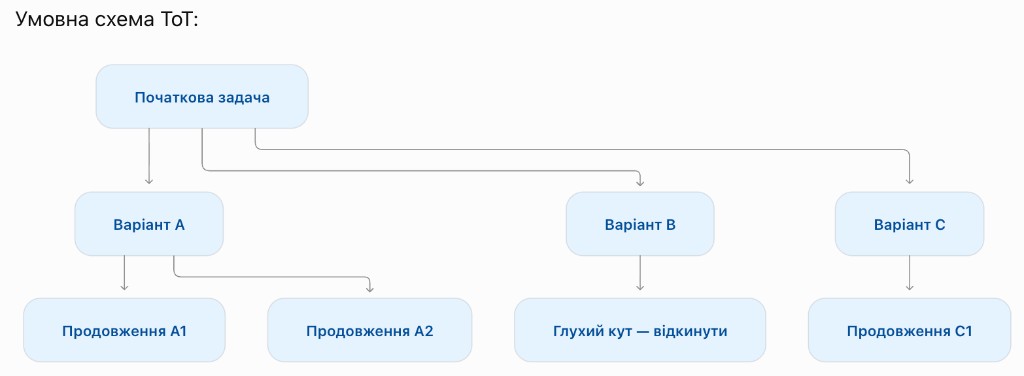 Умовна схема ToT:
Початкова задача
Варіант A
Варіант B
Варіант C
Продовження A1
Продовження A2
Глухий кут — відкинути
Продовження C1